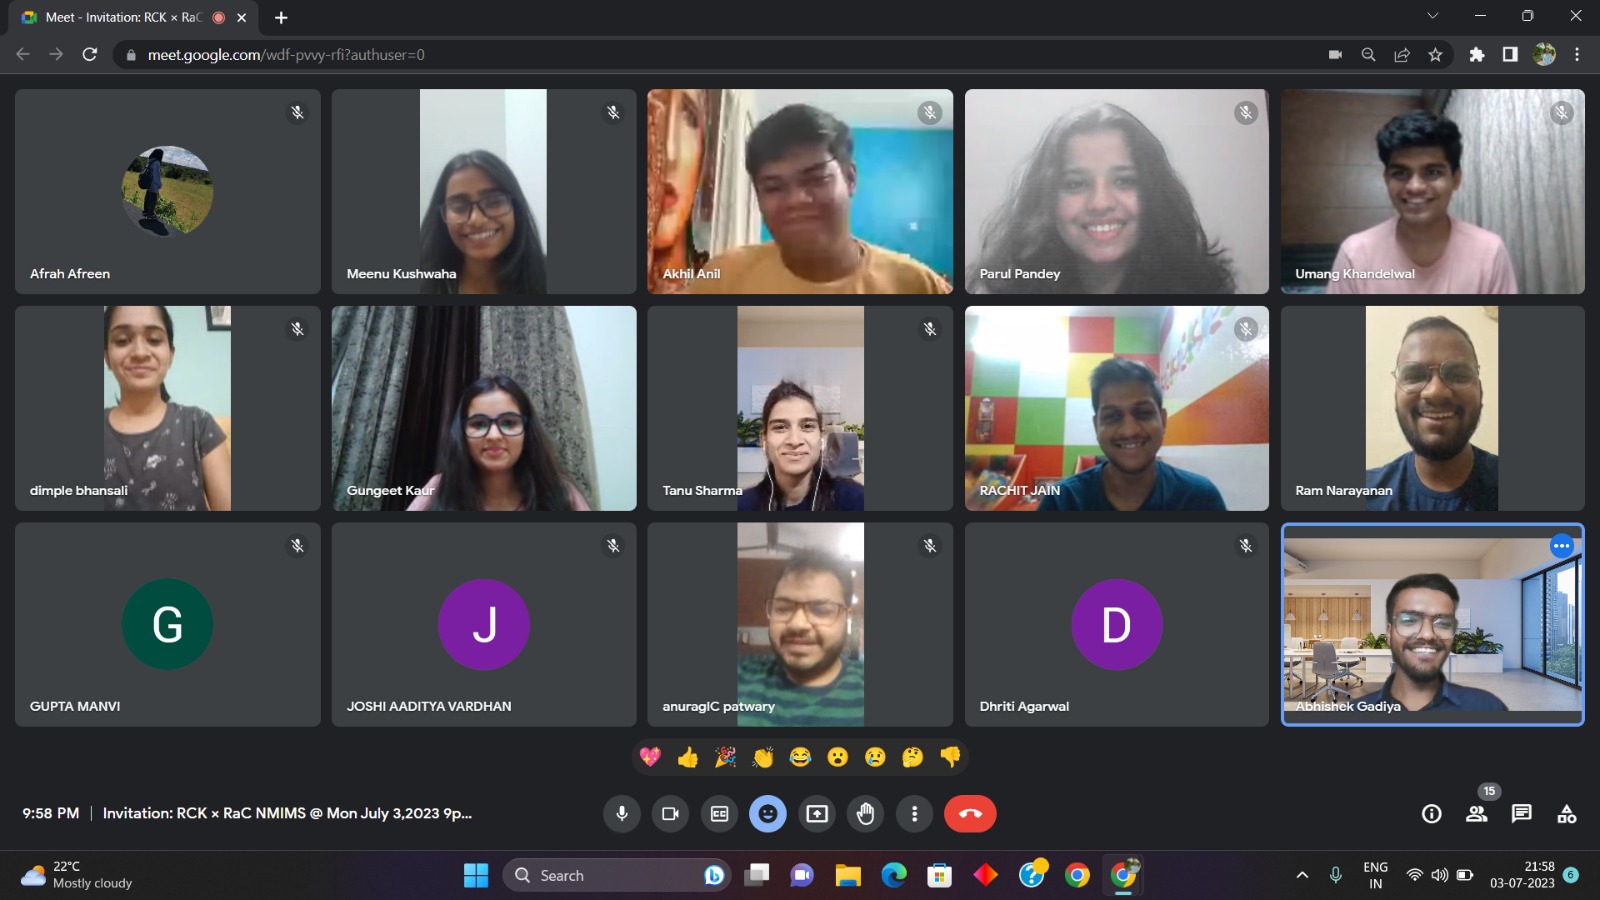 Meet - Invitation: RCK × RaC
meet.google.com/wdf-pvvy-rfi?authuser=0
Afrah Afreen
Meenu Kushwaha
Akhil Anil
Parul Pandey
Umang Khandelwal
dimple bhansali
Gungeet Kaur
Tanu Sharma
RACHIT JAIN
Ram Narayanan
G
GUPTA MANVI
J
JOSHI AADITYA VARDHAN
anuragIC patwary
D
Dhriti Agarwal
Abhishek Gadiya
9:58 PM | Invitation: RCK × RaC NMIMS @ Mon July 3,2023 9p...
CC
15
22°C
Mostly cloudy
Search
ENG
IN
21:58
03-07-2023
6